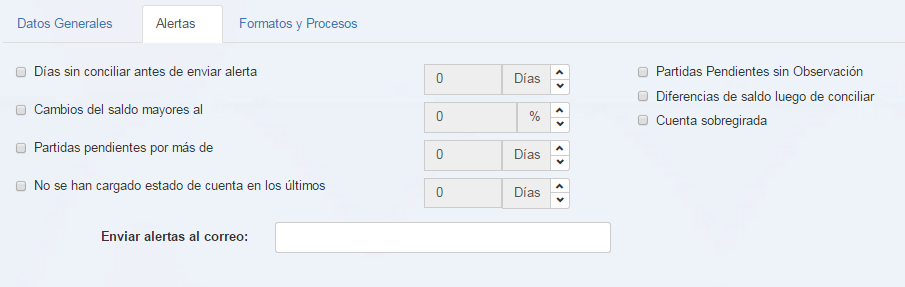 Datos Generales
Alertas
Formatos y Procesos
Días sin conciliar antes de enviar alerta
0
Días
Partidas Pendientes sin Observación
Cambios del saldo mayores al
0
%
Diferencias de saldo luego de conciliar
Partidas pendientes por más de
0
Días
Cuenta sobregirada
No se han cargado estado de cuenta en los últimos
0
Días
Enviar alertas al correo: